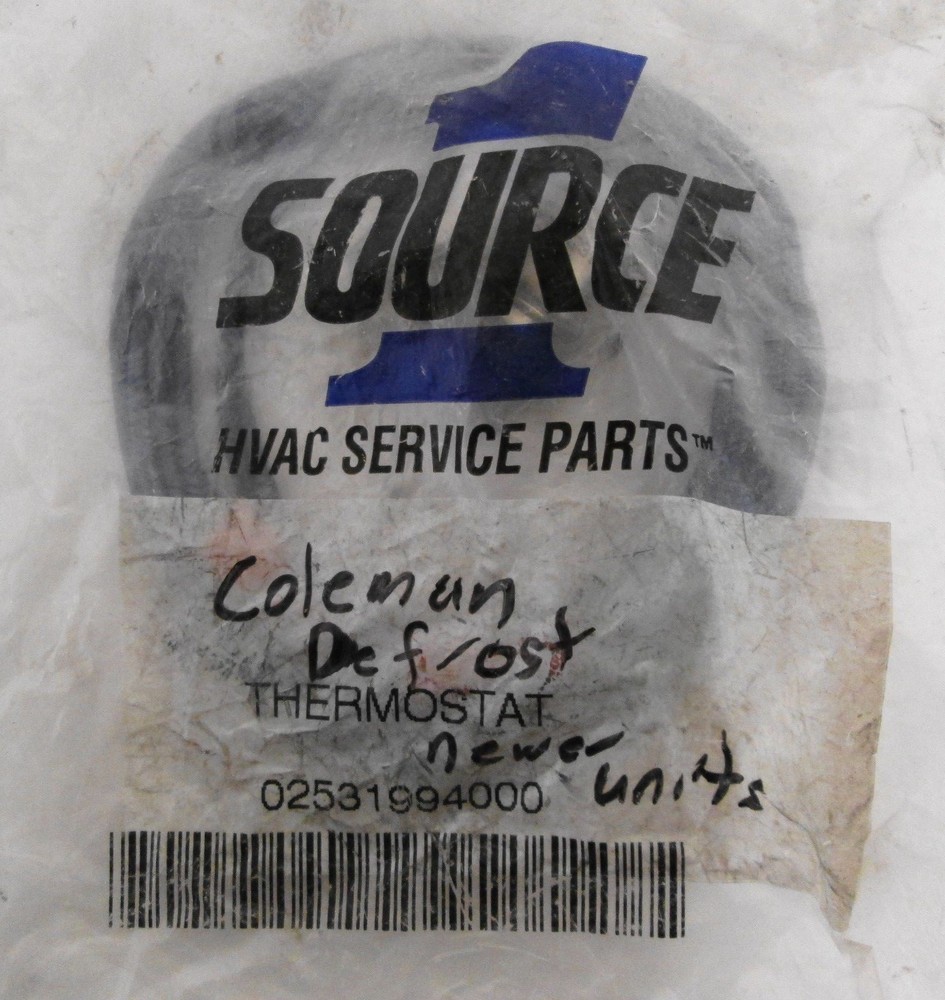 1
SOURCE
HVAC SERVICE PARTS™
Coleman
Defrost
THERMOSTAT
newer
units
02531994000